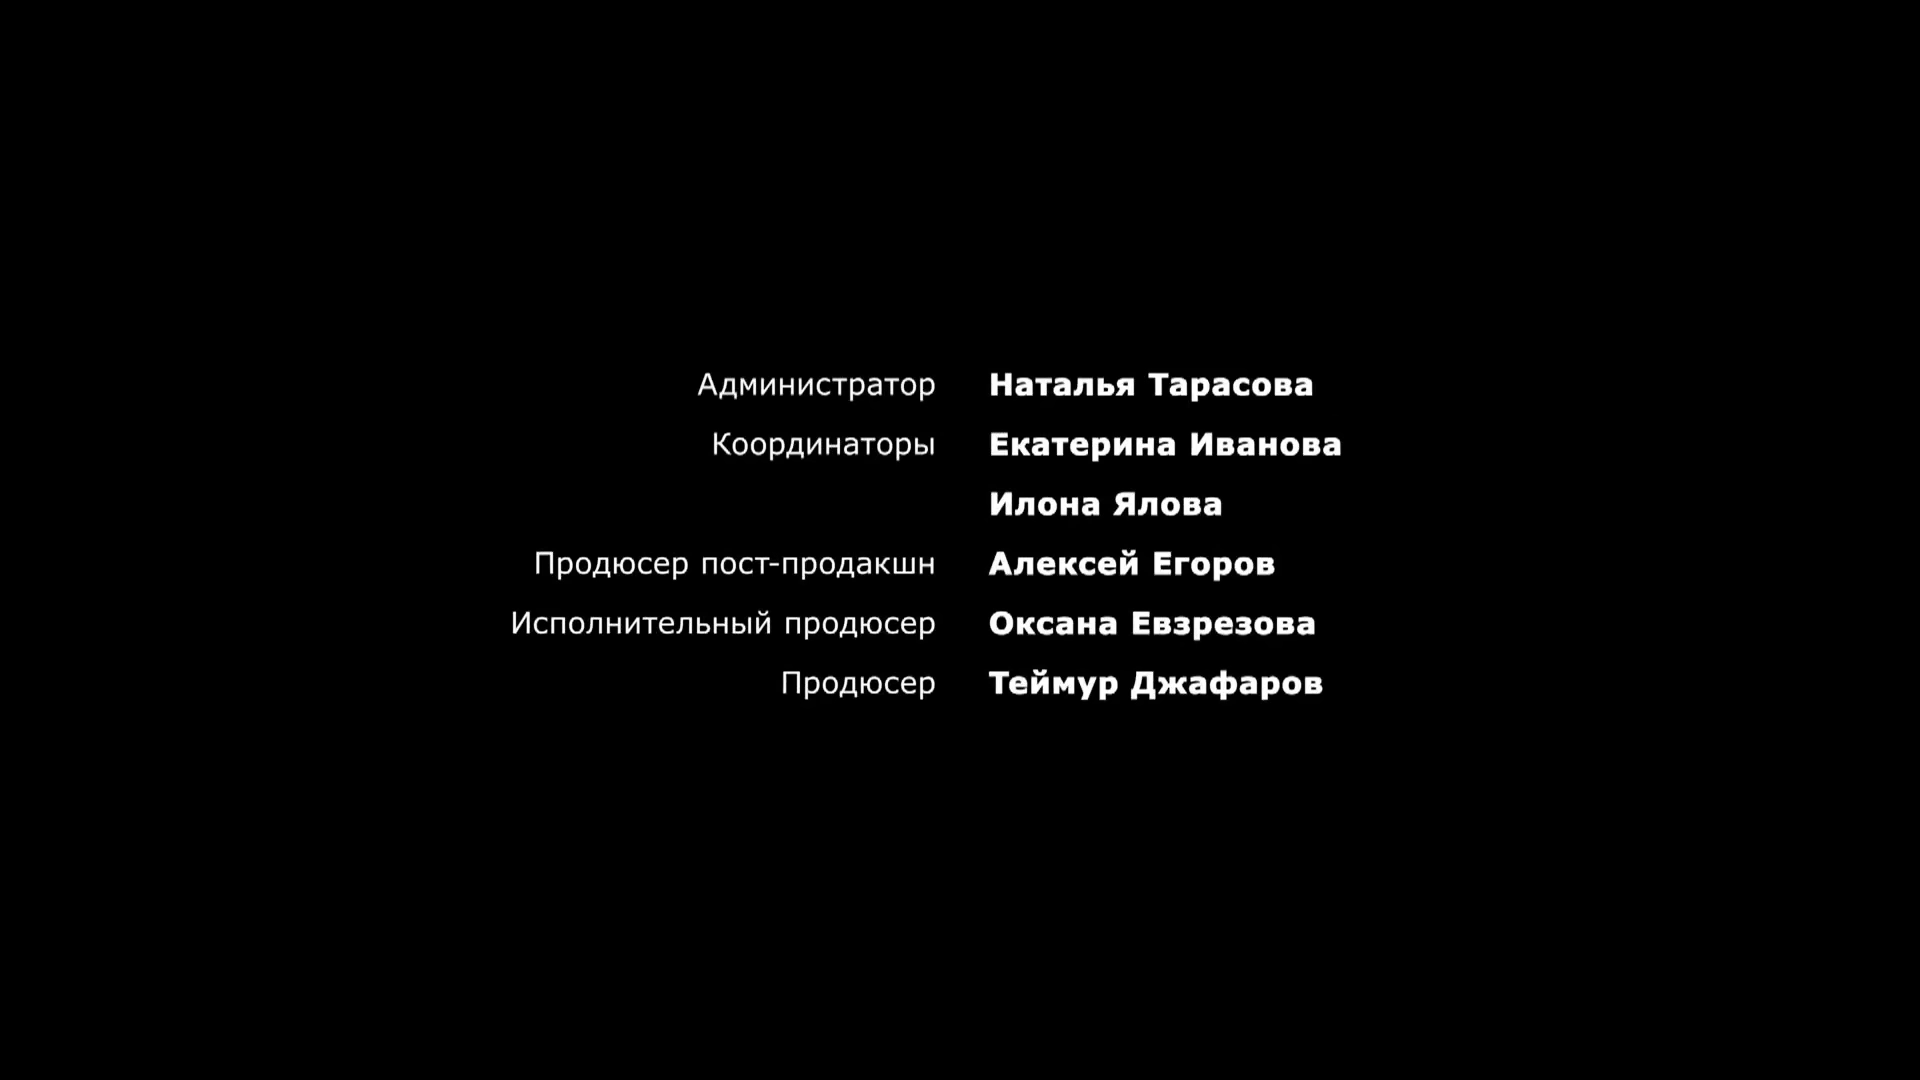 Администратор Наталья Тарасова
Координаторы Екатерина Иванова
Илона Ялова
Продюсер пост-продакшн Алексей Егоров
Исполнительный продюсер Оксана Евзрезова
Продюсер Теймур Джафаров